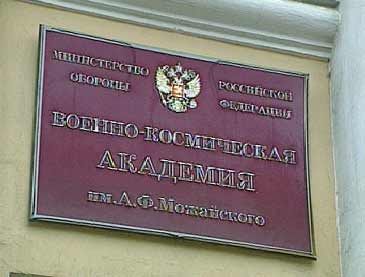 МИНИСТЕРСТВО РОССИЙСКОЙ
ОБОРОНЫ ФЕДЕРАЦИИ
ВОЕННО-КОСМИЧЕСКАЯ
АКАДЕМИЯ
им. А.Ф. Можайского